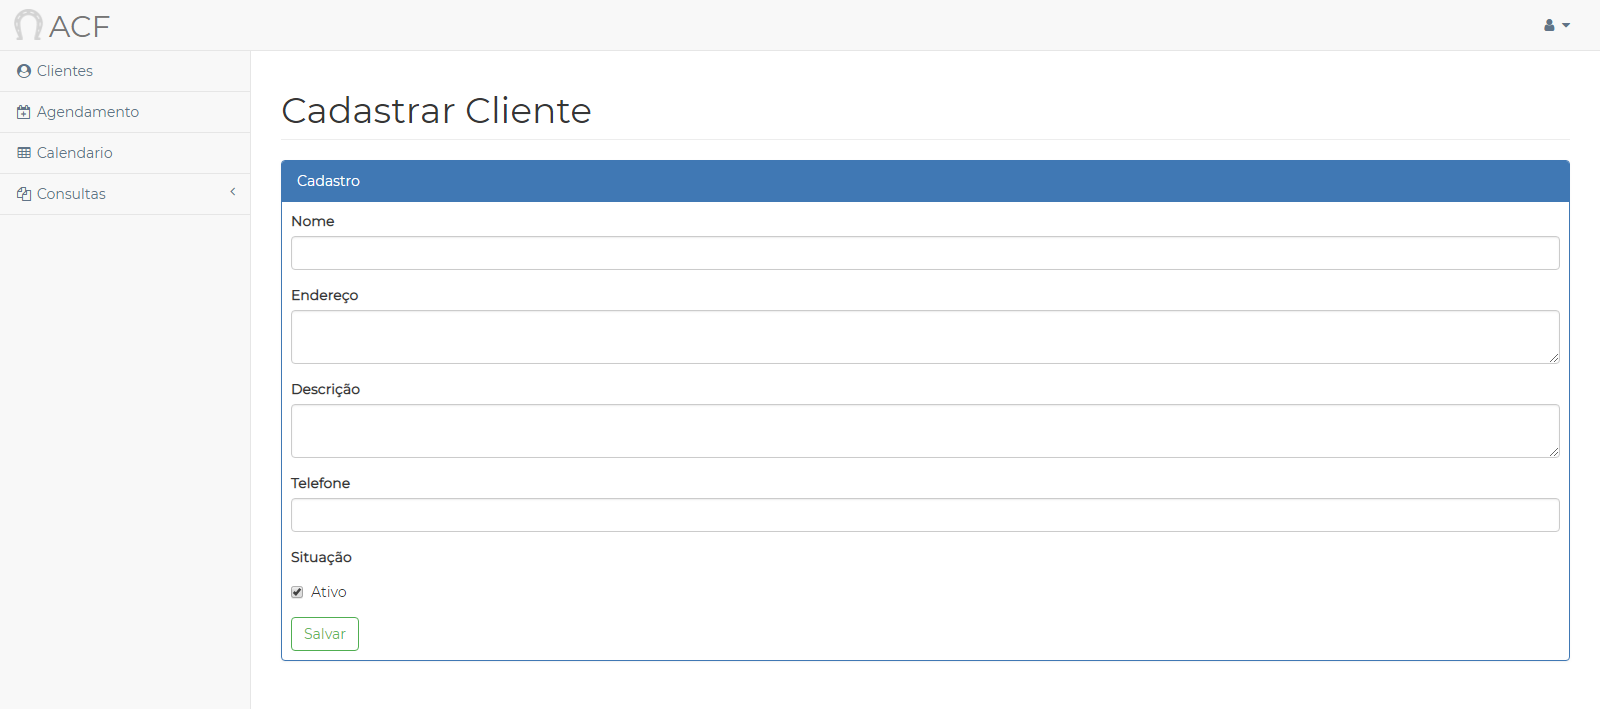 ACF
Clientes
Agendamento
Calendario
Consultas
Cadastrar Cliente
Cadastro
Nome
Endereço
Descrição
Telefone
Situação
Ativo
Salvar